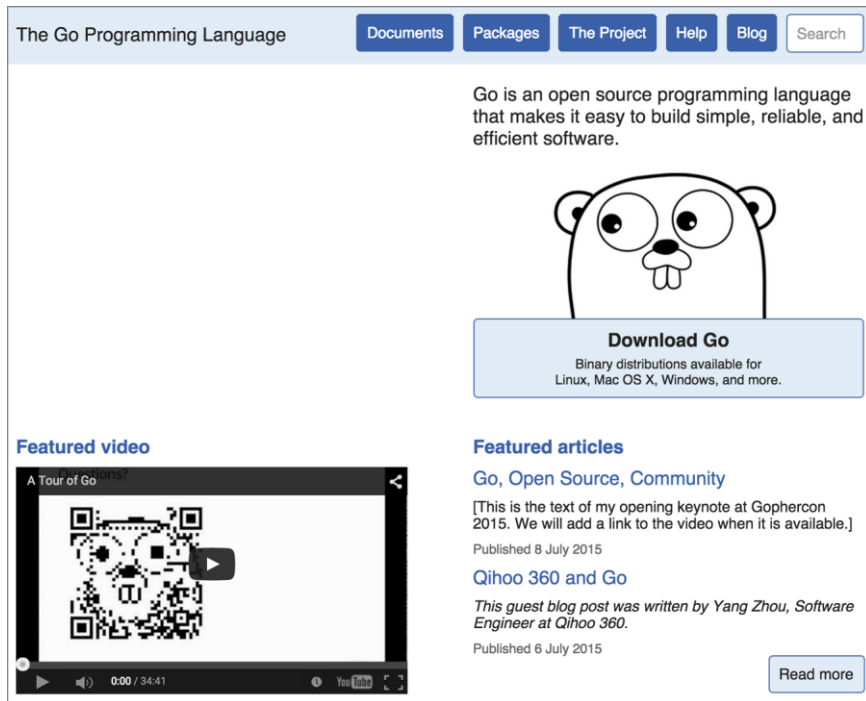 The Go Programming Language
Documents
Packages
The Project
Help
Blog
Search
Go is an open source programming language
that makes it easy to build simple, reliable, and
efficient software.
Download Go
Binary distributions available for
Linux, Mac OS X, Windows, and more.
Featured video
Questions?
A Tour of Go
0:00 / 34:41
YouTube
Featured articles
Go, Open Source, Community
[This is the text of my opening keynote at Gophercon
2015. We will add a link to the video when it is available.]
Published 8 July 2015
Qihoo 360 and Go
This guest blog post was written by Yang Zhou, Software
Engineer at Qihoo 360.
Published 6 July 2015
Read more